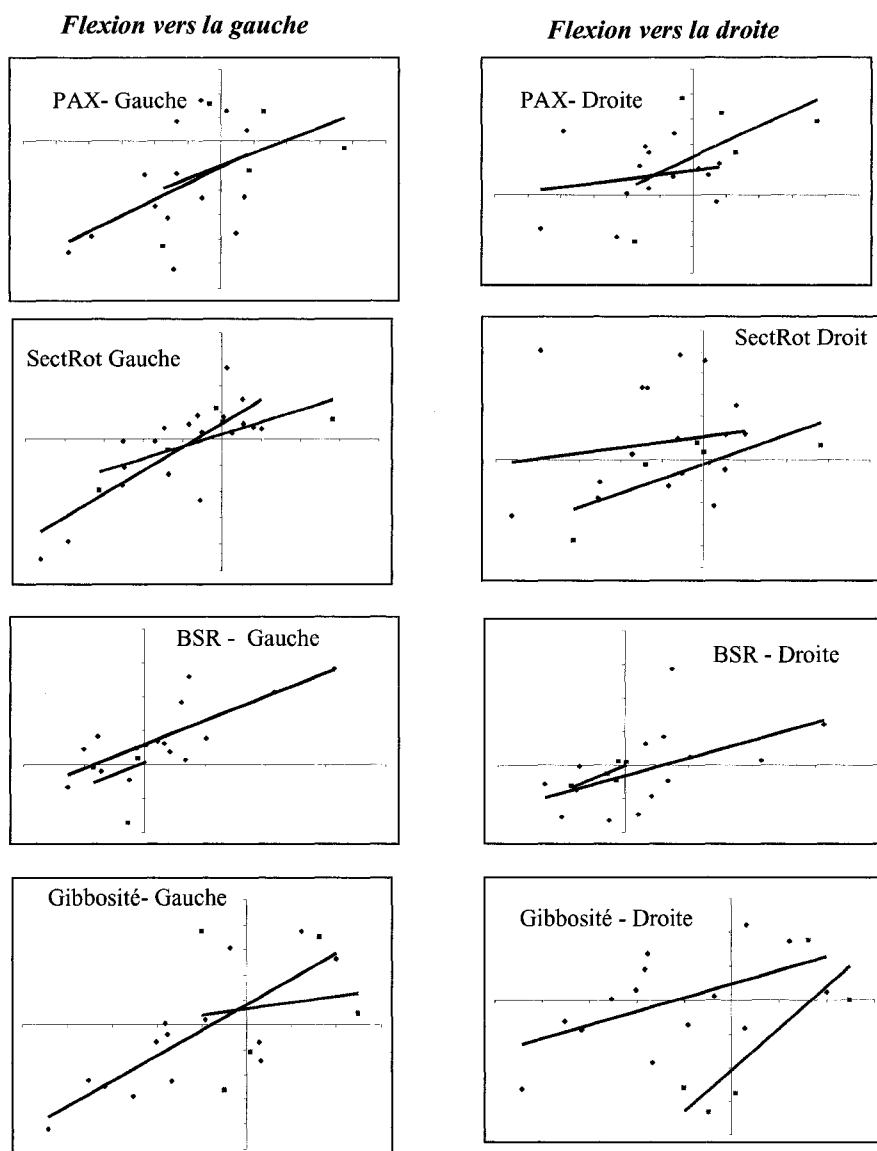 Flexion vers la gauche
Flexion vers la droite
PAX- Gauche
PAX- Droite
SectRot Gauche
SectRot Droit
BSR - Gauche
BSR - Droite
Gibbosité- Gauche
Gibbosité - Droite